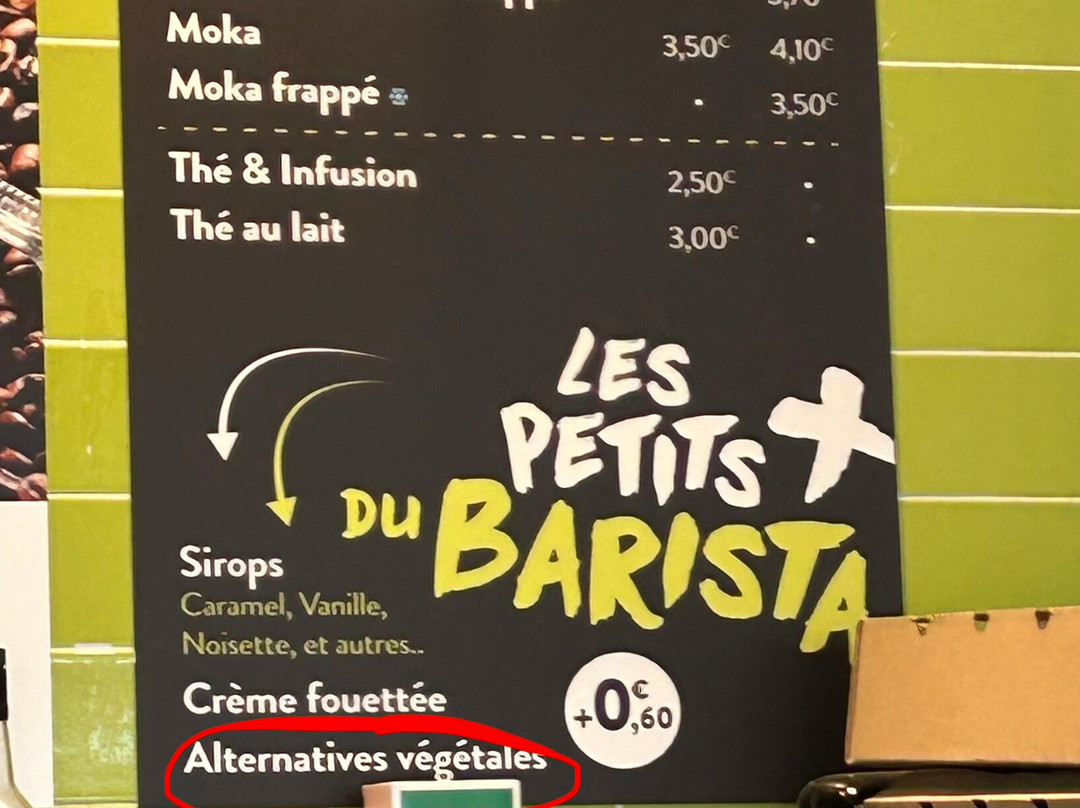 Moka 3,50€ 4,10€
Moka frappé • 3,50€
Thé & Infusion 2,50€ •
Thé au lait 3,00€ •
LES
PETITS +
DU BARISTA
Sirops
Caramel, Vanille,
Noisette, et autres..
Crème fouettée
+0,60€
Alternatives végétales